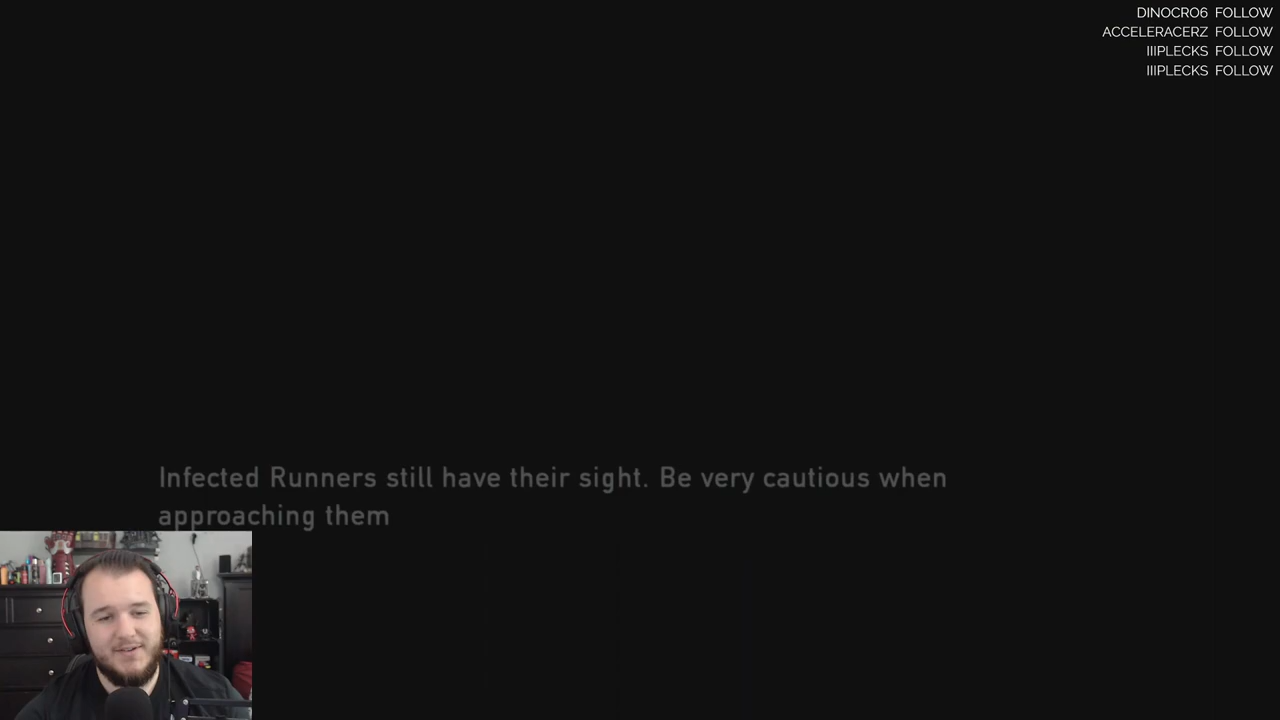 DINOCRO6 FOLLOW
ACCELERACERZ FOLLOW
IIIPLECKS FOLLOW
IIIPLECKS FOLLOW
Infected Runners still have their sight. Be very cautious when
approaching them